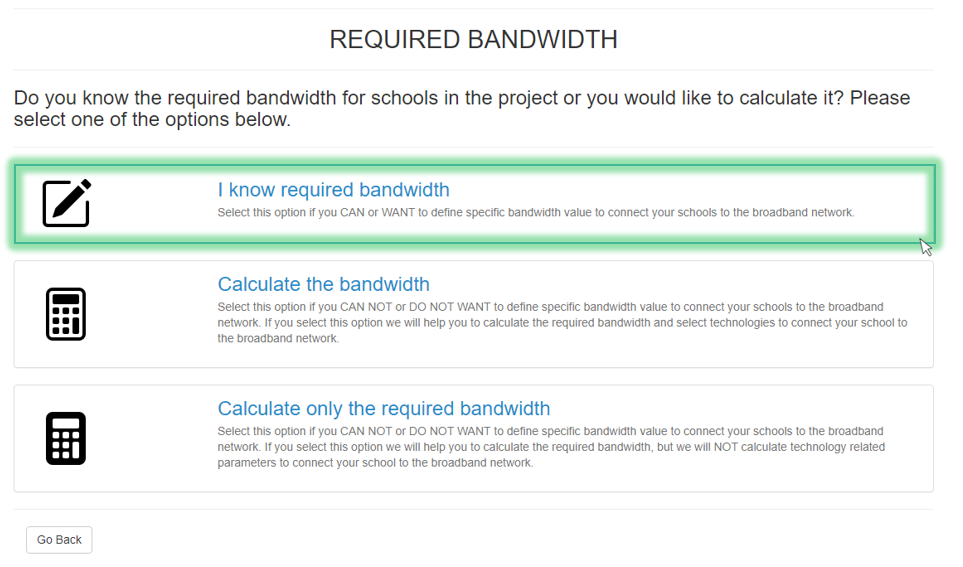 REQUIRED BANDWIDTH
Do you know the required bandwidth for schools in the project or you would like to calculate it? Please
select one of the options below.
I know required bandwidth
Select this option if you CAN or WANT to define specific bandwidth value to connect your schools to the broadband network.
Calculate the bandwidth
Select this option if you CAN NOT or DO NOT WANT to define specific bandwidth value to connect your schools to the broadband
network. If you select this option we will help you to calculate the required bandwidth and select technologies to connect your school to
the broadband network.
Calculate only the required bandwidth
Select this option if you CAN NOT or DO NOT WANT to define specific bandwidth value to connect your schools to the broadband
network. If you select this option we will help you to calculate the required bandwidth, but we will NOT calculate technology related
parameters to connect your school to the broadband network.
Go Back